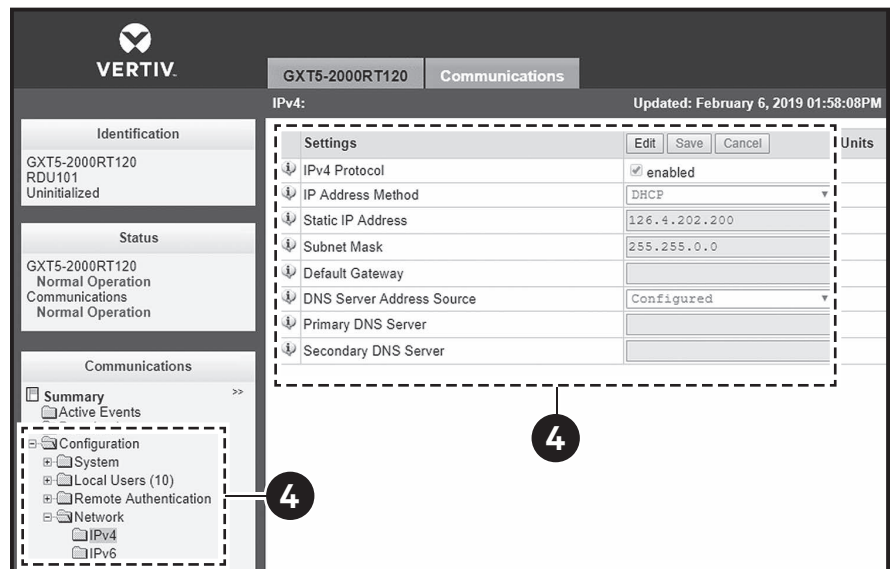 VERTIV.
GXT5-2000RT120
Communications
IPv4:
Updated: February 6, 2019 01:58:08PM
Identification
GXT5-2000RT120
RDU101
Uninitialized
Status
GXT5-2000RT120
Normal Operation
Communications
Normal Operation
Communications
Summary >>
Active Events
Configuration
System
Local Users (10)
Remote Authentication
Network
IPv4
IPv6
4
Settings Edit Save Cancel Units
IPv4 Protocol enabled
IP Address Method DHCP
Static IP Address 126.4.202.200
Subnet Mask 255.255.0.0
Default Gateway
DNS Server Address Source Configured
Primary DNS Server
Secondary DNS Server
4